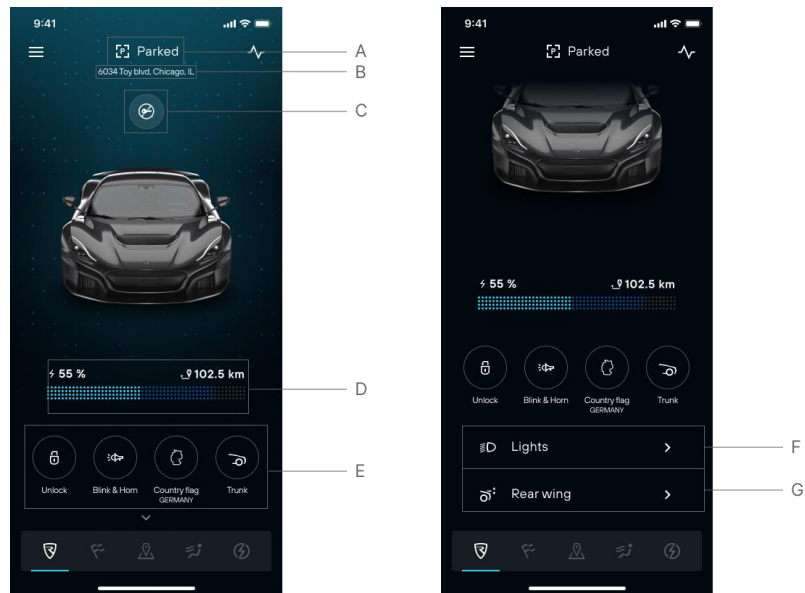 9:41
P Parked
A
6034 Toy blvd, Chicago, IL
B
C
55 %
102.5 km
D
Unlock
Blink & Horn
Country flag
GERMANY
Trunk
E
9:41
P Parked
55 %
102.5 km
Unlock
Blink & Horn
Country flag
GERMANY
Trunk
Lights
F
Rear wing
G